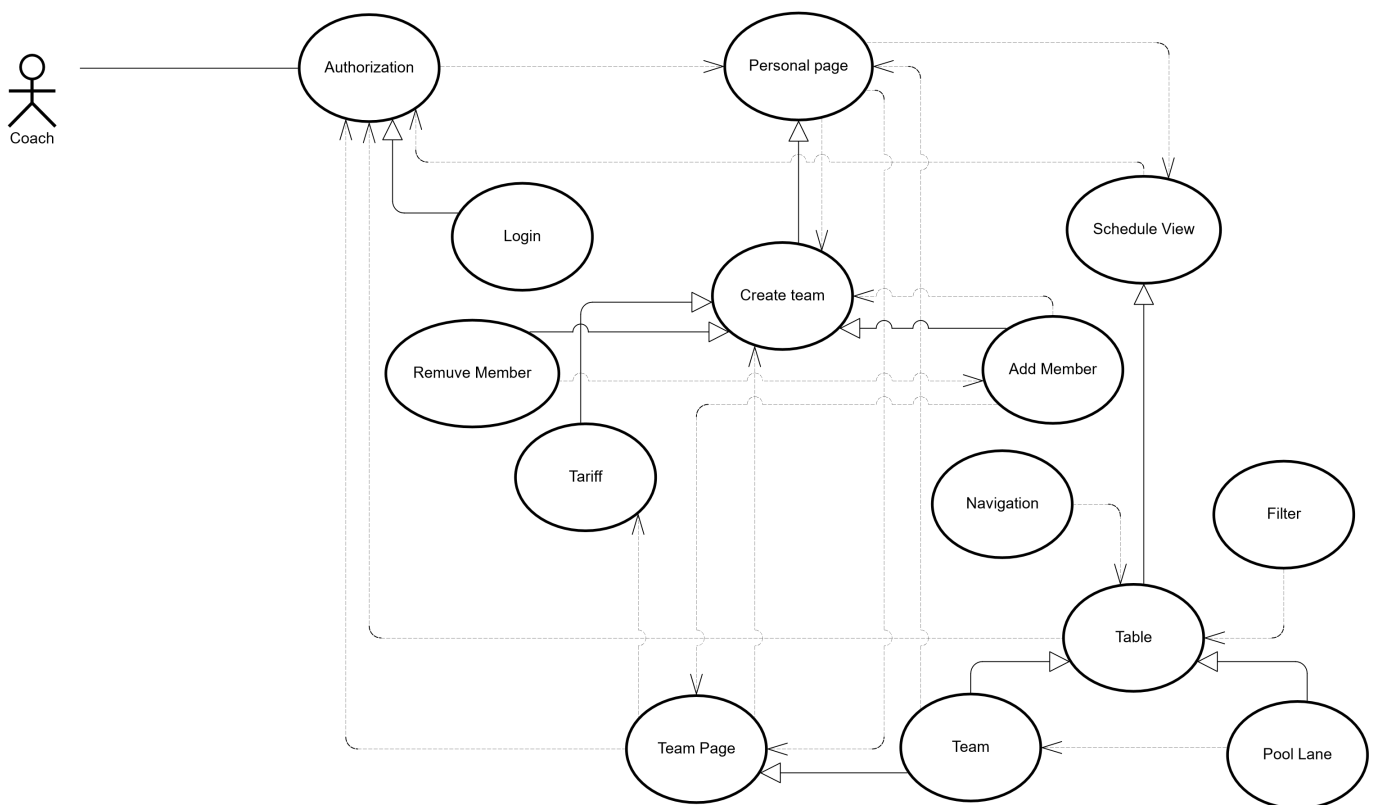 Authorization
Personal page
Coach
Login
Schedule View
Create team
Remuve Member
Add Member
Tariff
Navigation
Filter
Table
Team Page
Team
Pool Lane